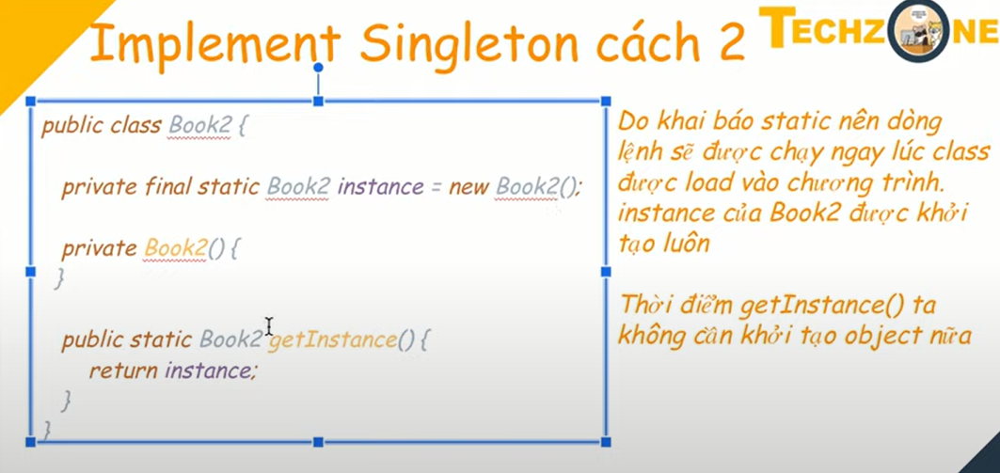 Implement Singleton cách 2
TECHZONE
public class Book2 {
private final static Book2 instance = new Book2();
private Book2() {
}
public static Book2 getInstance() {
return instance;
}
}
Do khai báo static nên dòng
lệnh sẽ được chạy ngay lúc class
được load vào chương trình.
instance của Book2 được khởi
tạo luôn
Thời điểm getInstance() ta
không cần khởi tạo object nữa